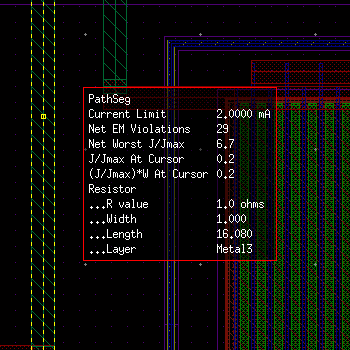 PathSeg
Current Limit 2.0000 mA
Net EM Violations 29
Net Worst J/Jmax 6.7
J/Jmax At Cursor 0.2
(J/Jmax)*W At Cursor 0.2
Resistor
...R value 1.0 ohms
...Width 1.000
...Length 16.080
...Layer Metal3